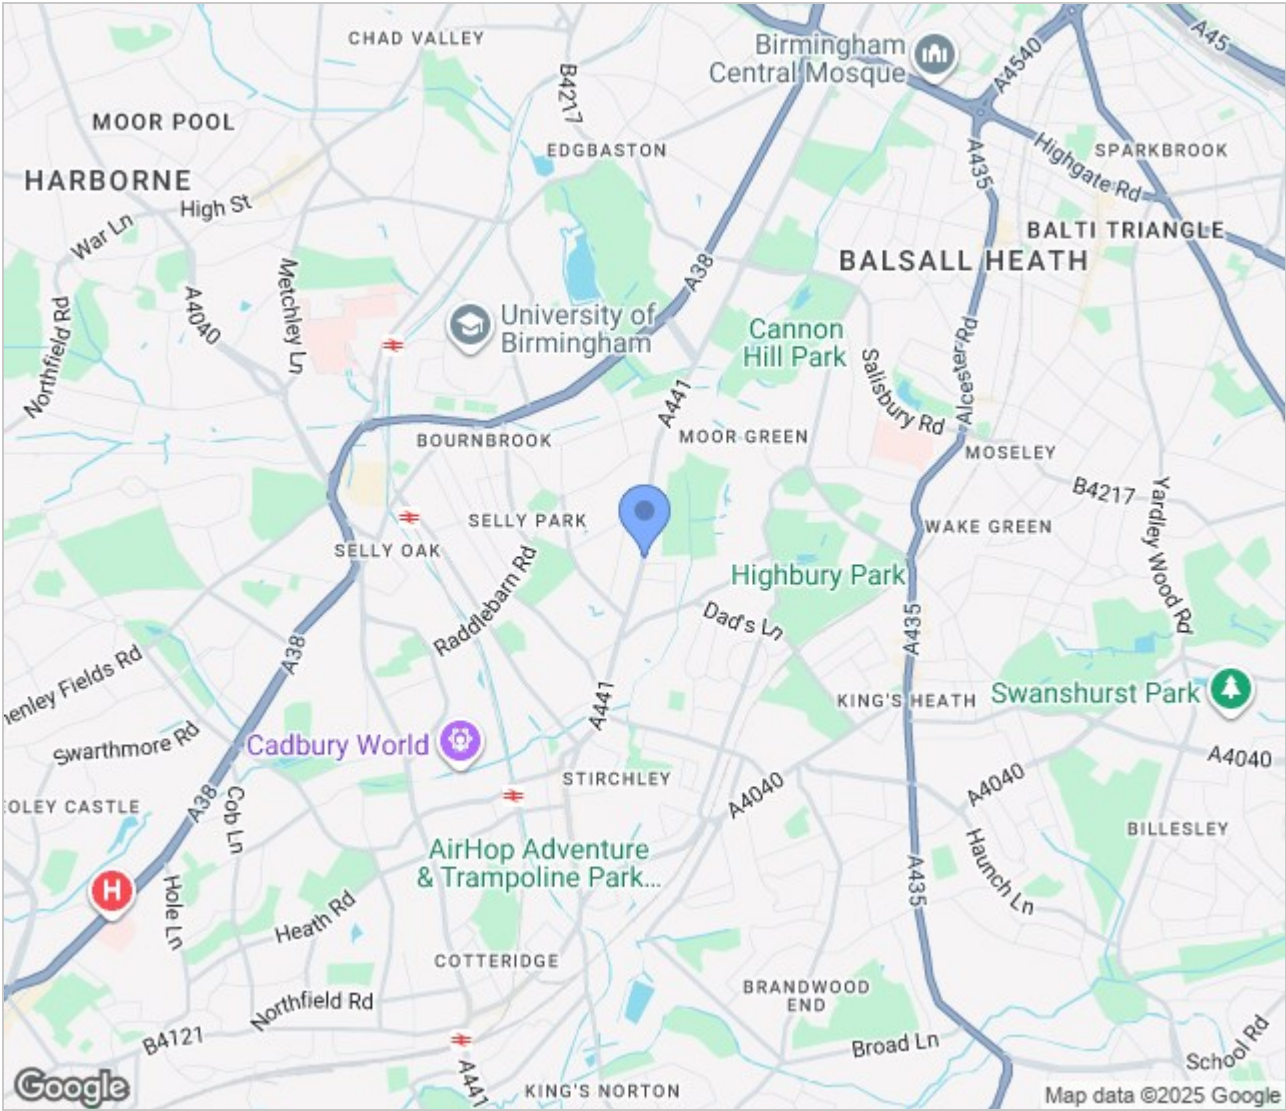 CHAD VALLEY
Birmingham
Central Mosque
A4540
A45
B4217
MOOR POOL
EDGBASTON
A435
Highgate Rd
SPARKBROOK
HARBORNE
High St
War Ln
BALTI TRIANGLE
BALSALL HEATH
A38
Metchley Ln
A4040
Northfield Rd
University of
Birmingham
Cannon
Hill Park
Salisbury Rd
Alcester Rd
A441
BOURNBROOK
MOOR GREEN
MOSELEY
B4217
Yardley Wood Rd
SELLY PARK
WAKE GREEN
SELLY OAK
Raddlebarn Rd
Highbury Park
Dad's Ln
A435
A38
henley Fields Rd
A441
KING'S HEATH
Swanshurst Park
Swarthmore Rd
Cadbury World
A4040
STIRCHLEY
A4040
A4040
EOLEY CASTLE
A38
Cob Ln
BILLESLEY
AirHop Adventure
& Trampoline Park...
Haunch Ln
A435
H
Hole Ln
Heath Rd
COTTERIDGE
BRANDWOOD
END
Northfield Rd
B4121
Broad Ln
School Rd
A441
KING'S NORTON
Google
Map data ©2025 Google